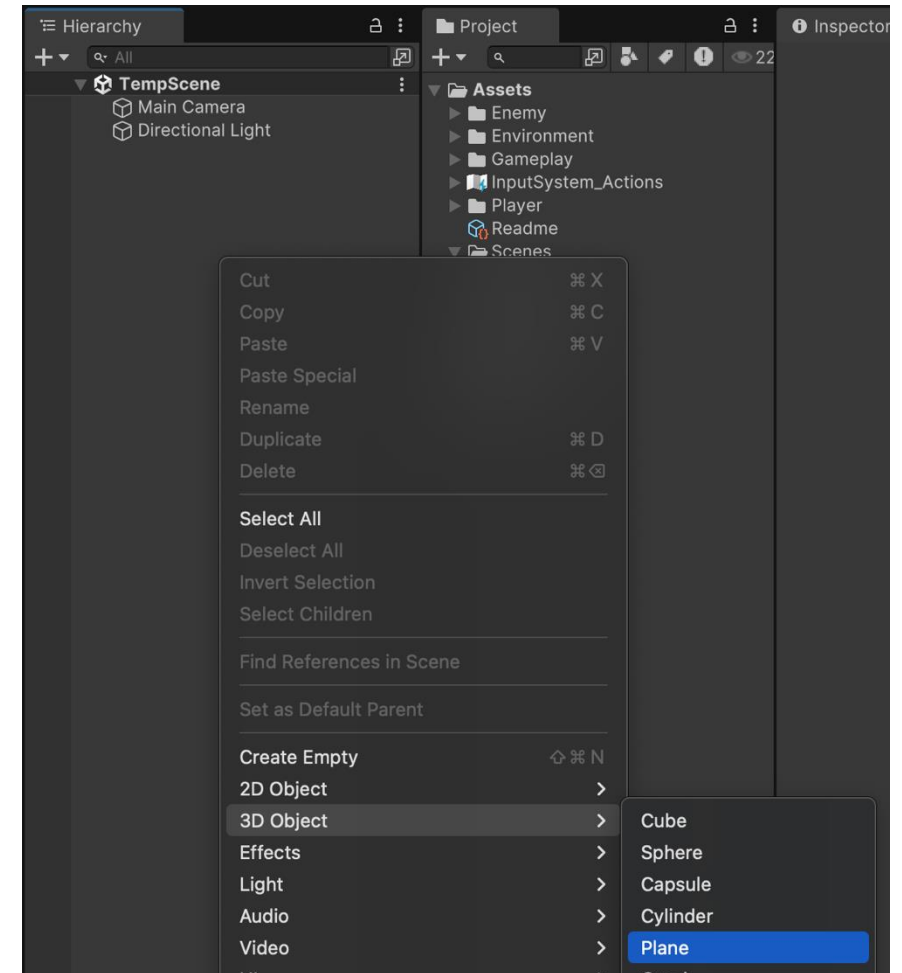 Hierarchy
All
TempScene
Main Camera
Directional Light
Project
22
Assets
Enemy
Environment
Gameplay
InputSystem_Actions
Player
Readme
Scenes
Inspector
Cut ⌘ X
Copy ⌘ C
Paste ⌘ V
Paste Special
Rename
Duplicate ⌘ D
Delete ⌘ ⌫
Select All
Deselect All
Invert Selection
Select Children
Find References in Scene
Set as Default Parent
Create Empty ⇧ ⌘ N
2D Object
3D Object
Effects
Light
Audio
Video
Cube
Sphere
Capsule
Cylinder
Plane